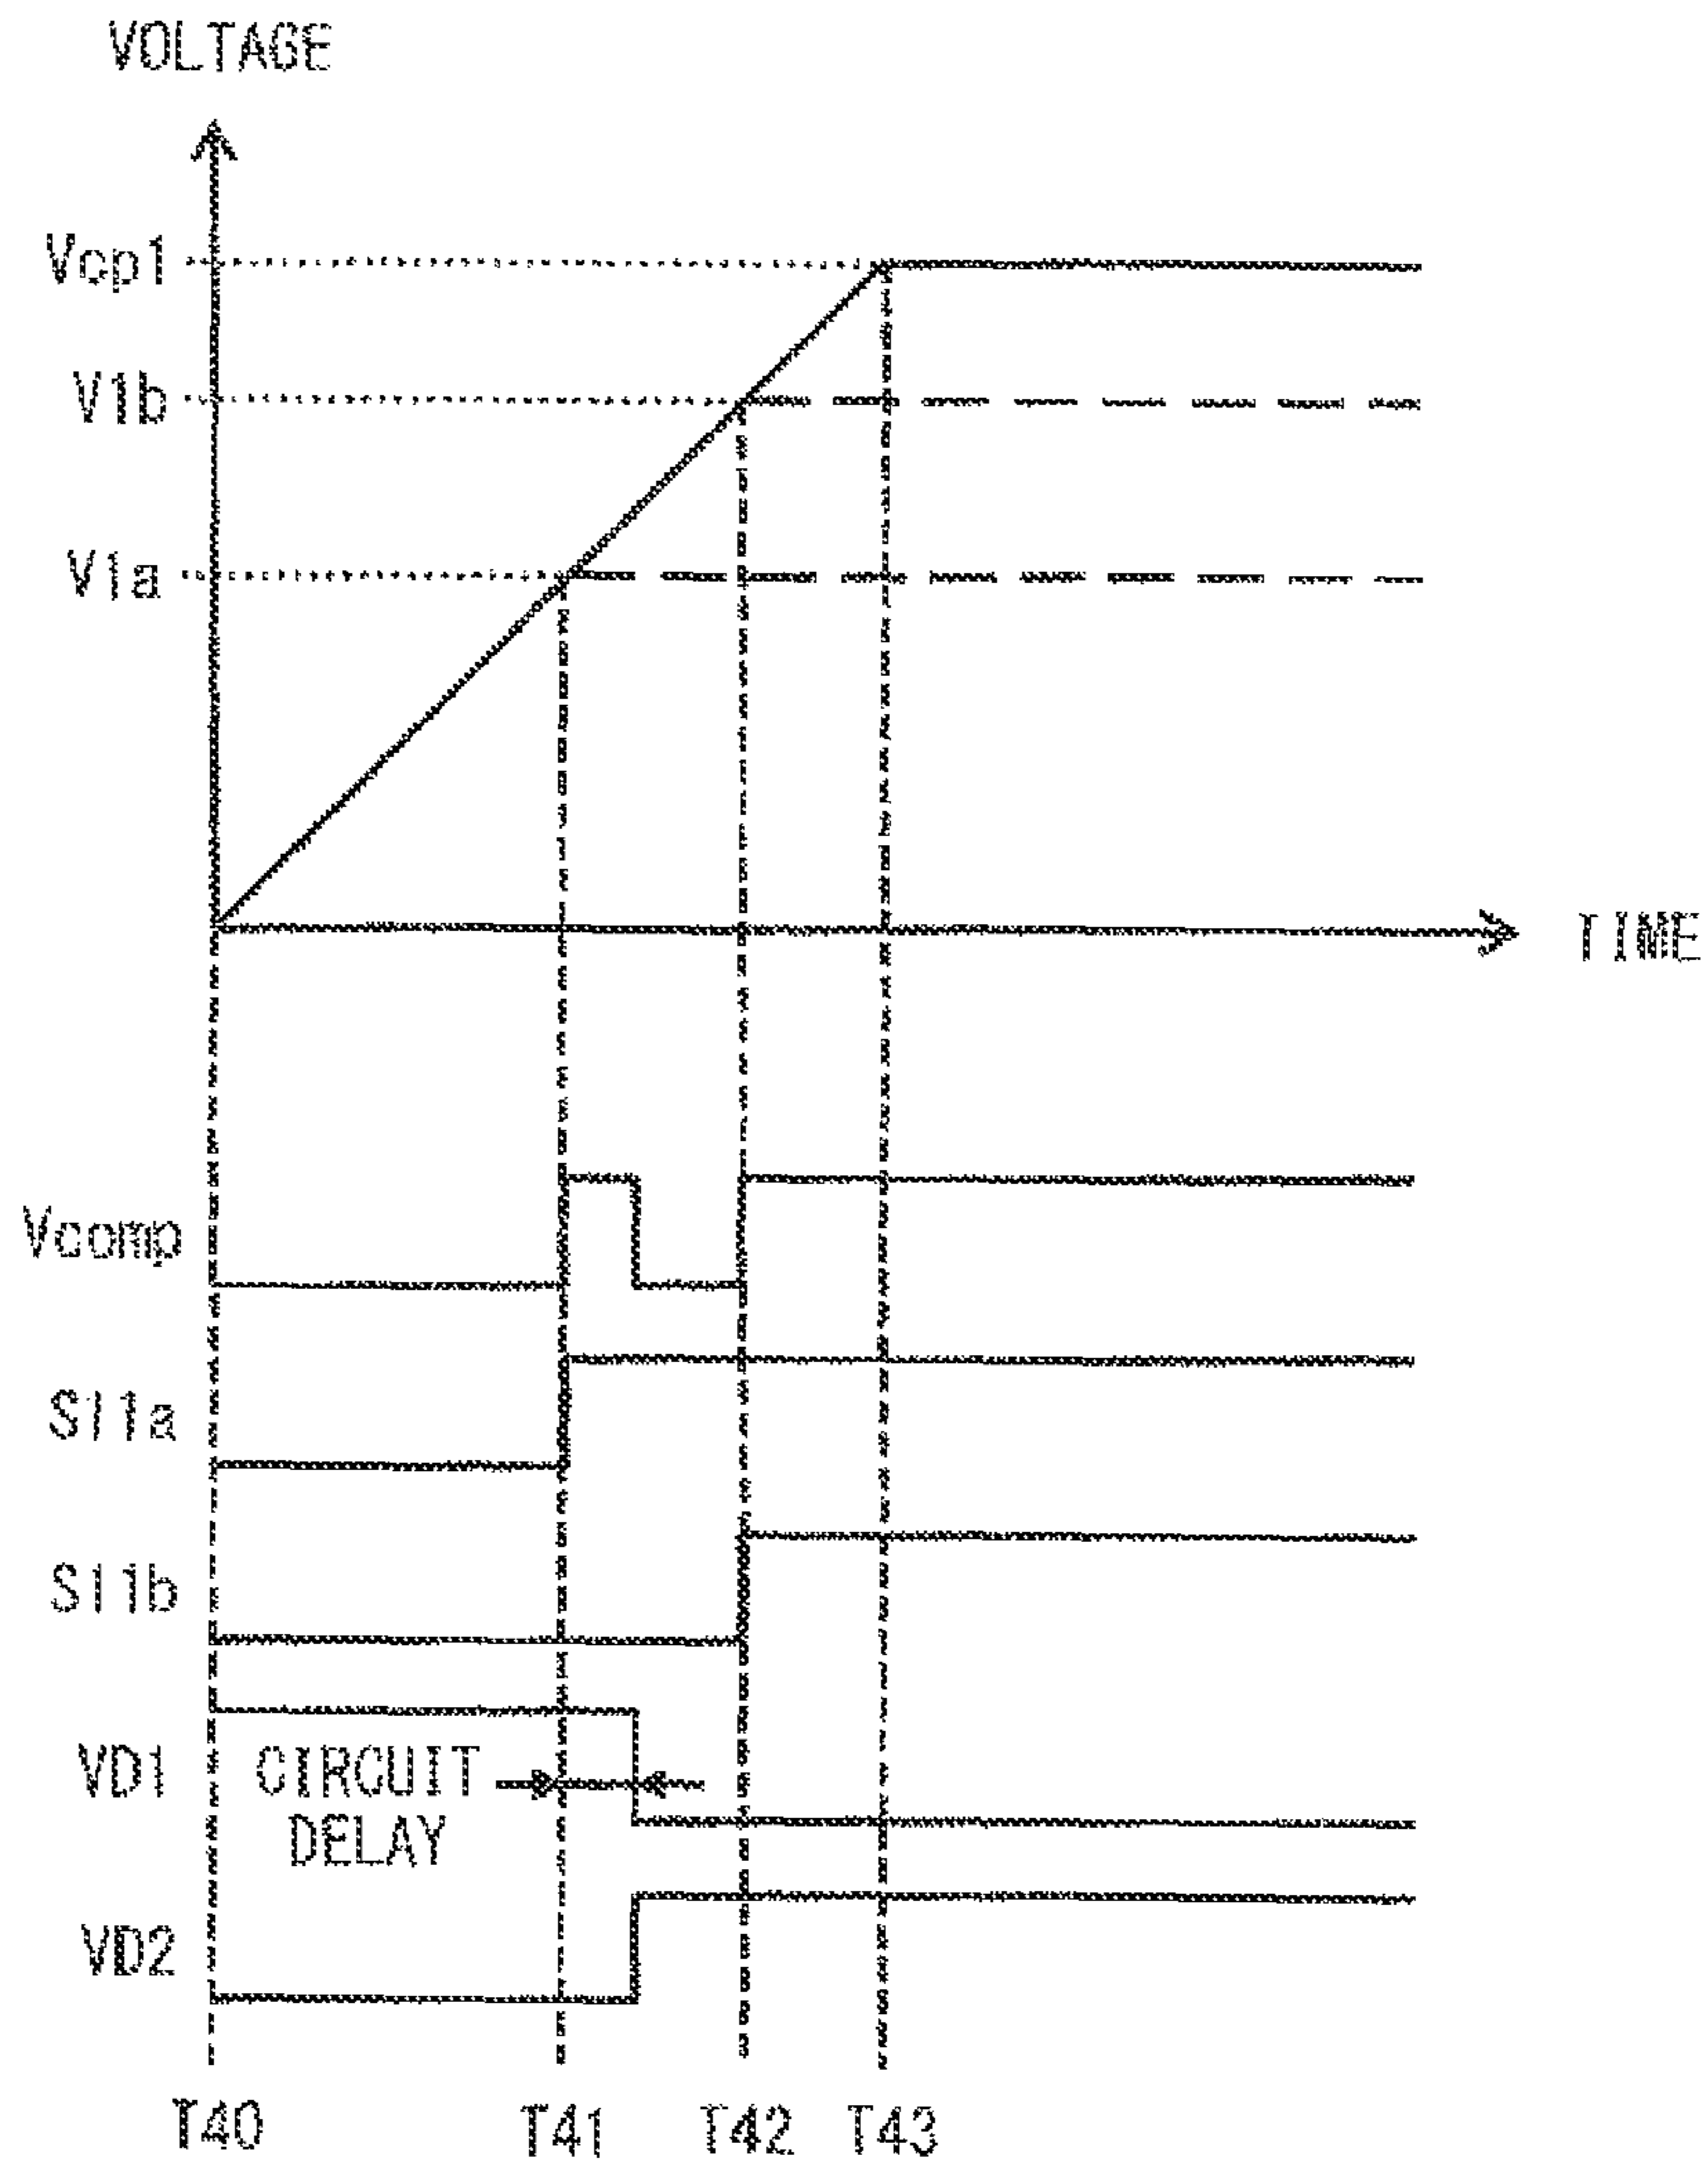 VOLTAGE
Vcp1
V1b
V1a
TIME
Vcomp
S11a
S11b
VD1
CIRCUIT
DELAY
VD2
T40
T41
T42
T43